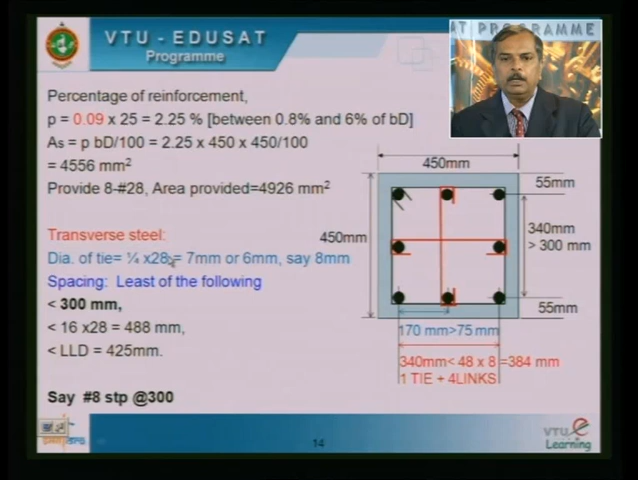 VTU - EDUSAT
Programme
AT PROGRAMME
Percentage of reinforcement,
p = 0.09 x 25 = 2.25 % [between 0.8% and 6% of bD]
As = p bD/100 = 2.25 x 450 x 450/100
= 4556 mm²
Provide 8-#28, Area provided=4926 mm²
Transverse steel:
Dia. of tie= ¼ x28 = 7mm or 6mm, say 8mm
Spacing: Least of the following
< 300 mm,
< 16 x28 = 488 mm,
< LLD = 425mm.
Say #8 stp @300
450mm
55mm
450mm
340mm
> 300 mm
55mm
170 mm>75mm
340mm< 48 x 8 =384 mm
1 TIE + 4LINKS
14
VTU e
Learning